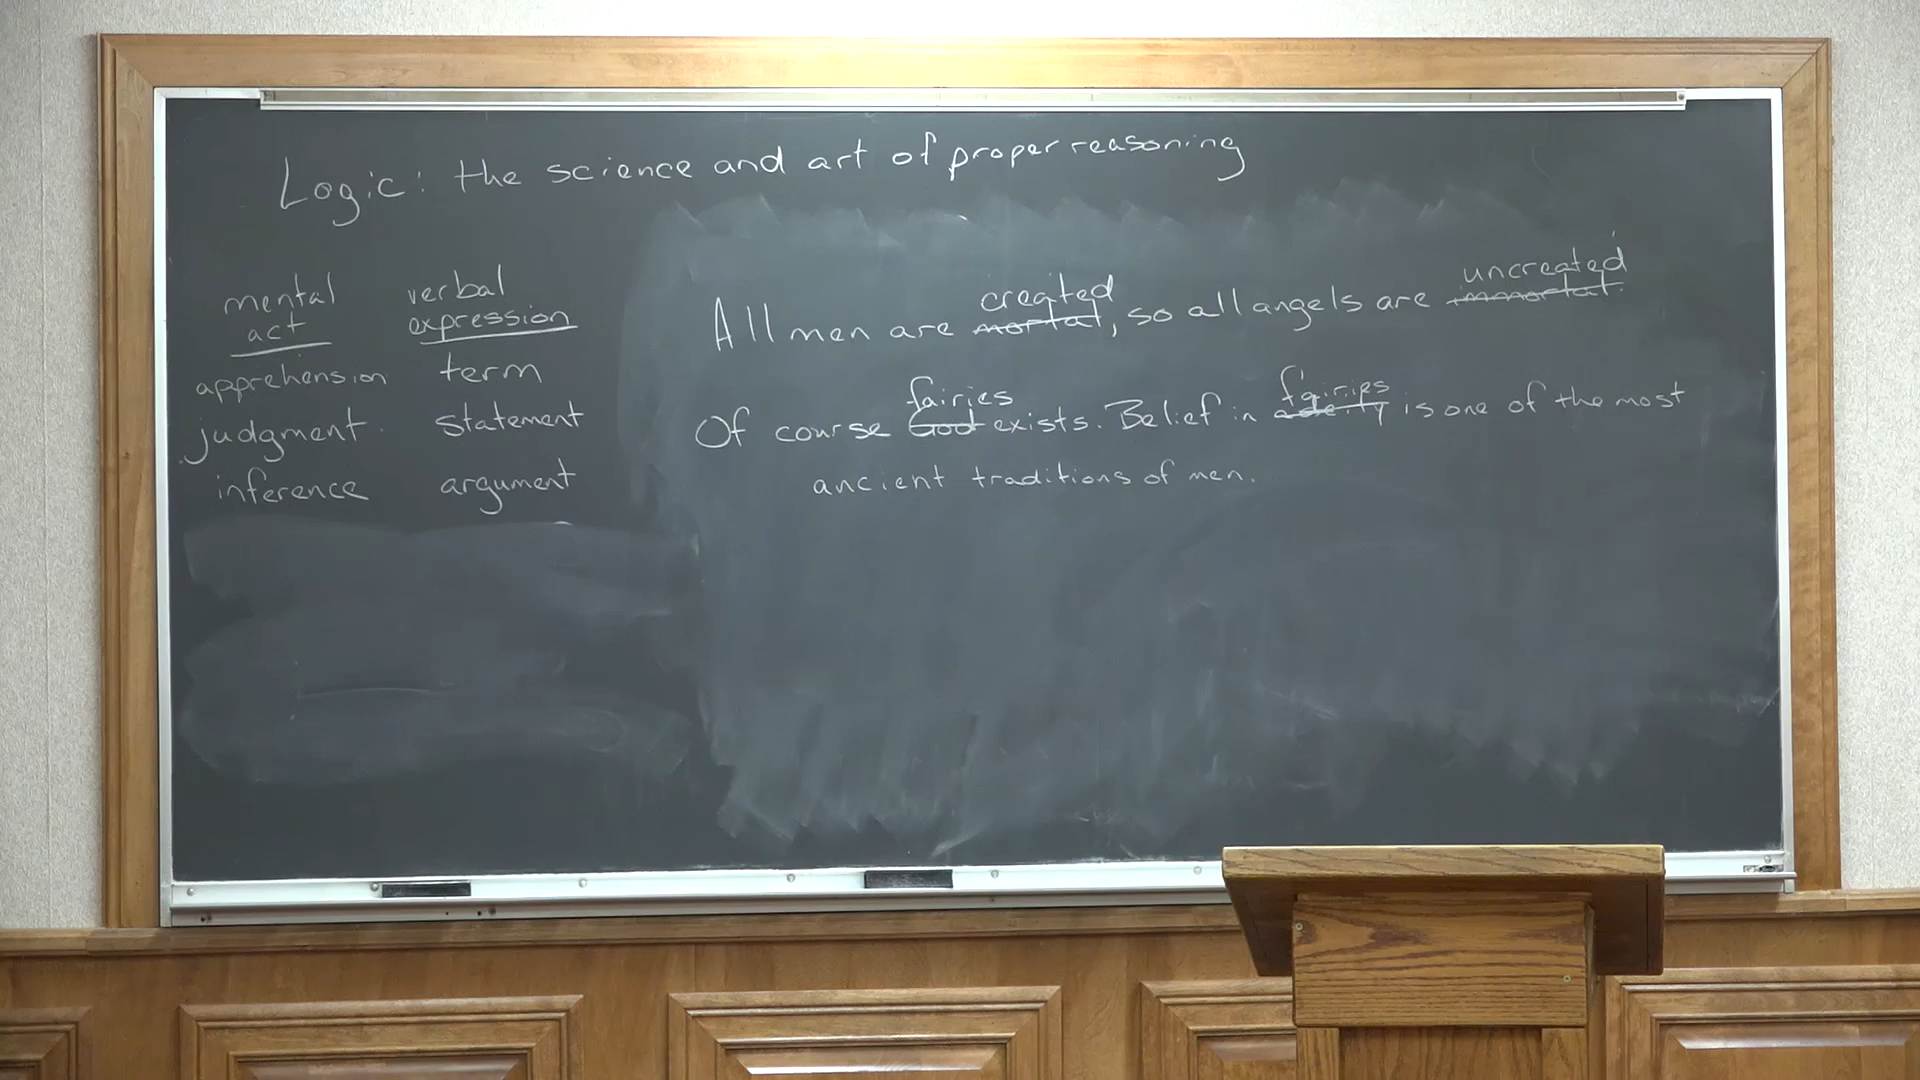 Logic: the science and art of proper reasoning
mental act
verbal expression
apprehension term
judgment statement
inference argument
created uncreated
All men are mortal, so all angels are immortal.
fairies fairies
Of course God exists. Belief in a deity is one of the most
ancient traditions of men.